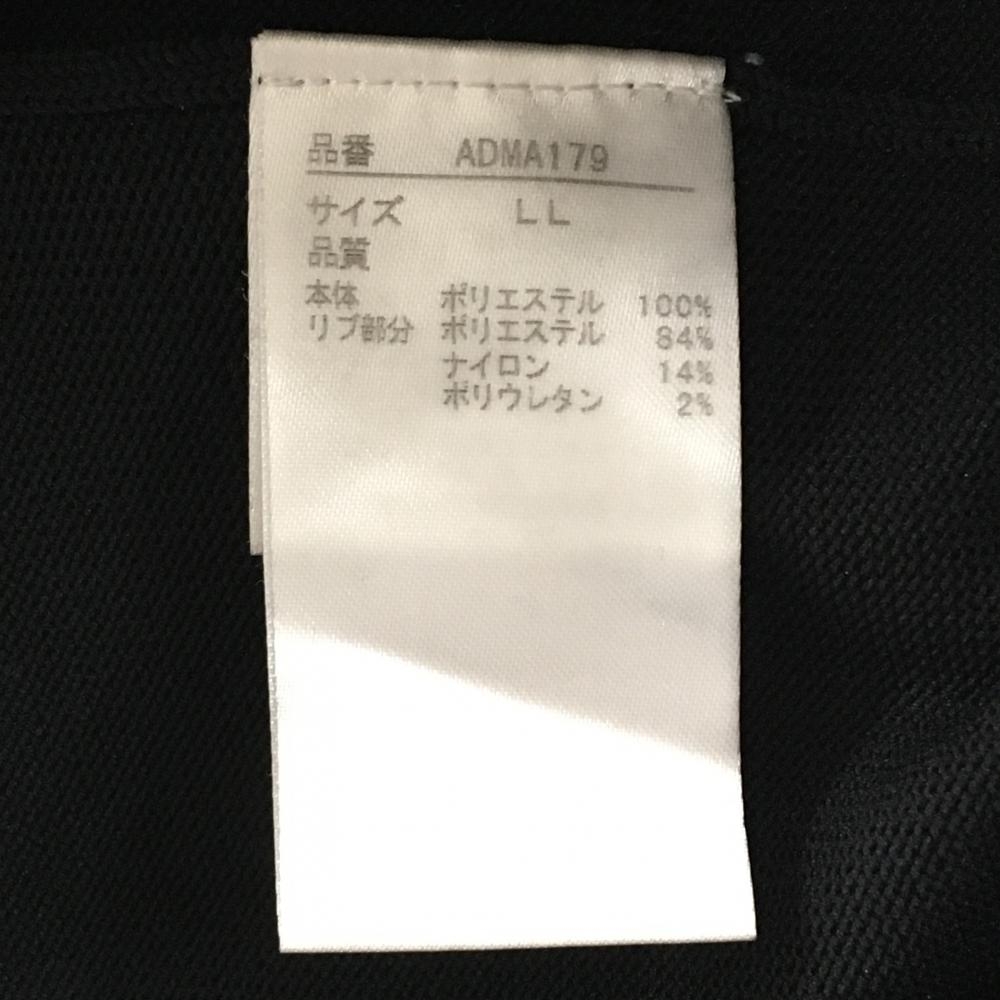 品番 ADMA179
サイズ LL
品質
本体 ポリエステル 100%
リブ部分 ポリエステル 84%
ナイロン 14%
ポリウレタン 2%